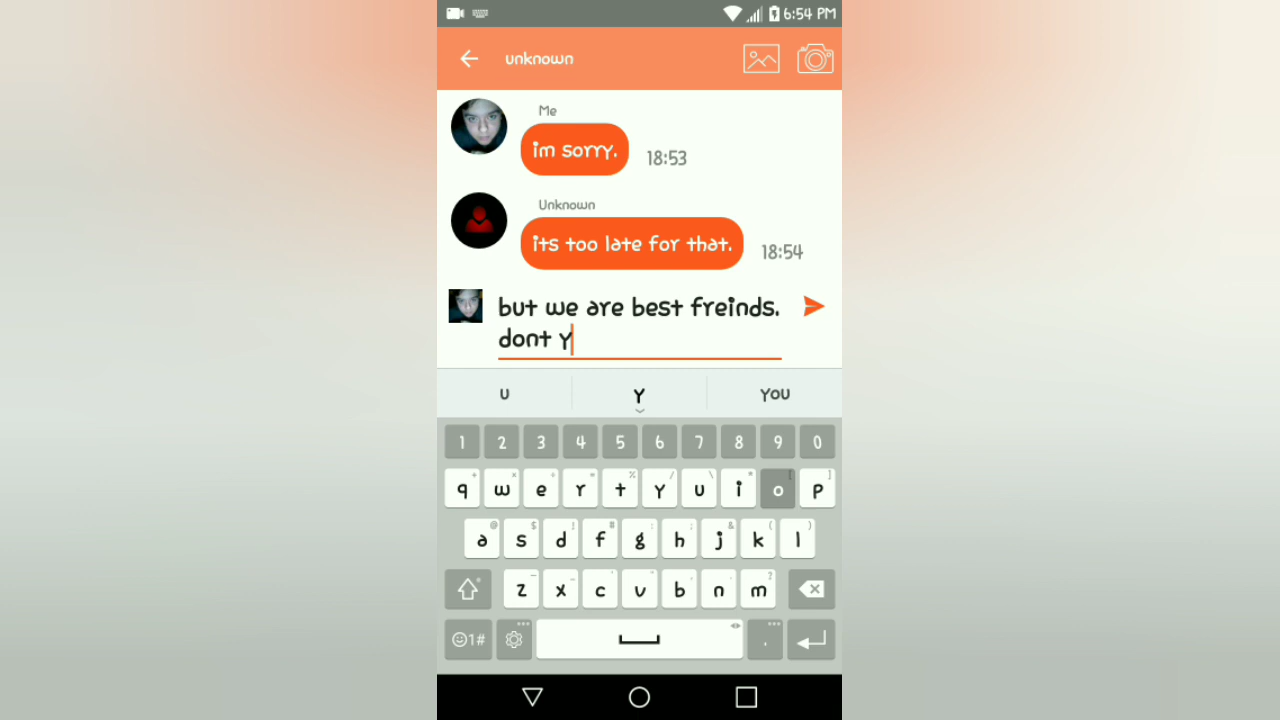 6:54 PM
unknown
Me
im sorry.
18:53
Unknown
its too late for that.
18:54
but we are best freinds.
dont y
u y you
1 2 3 4 5 6 7 8 9 0
q w e r t y u i o p
a s d f g h j k l
z x c v b n m
1# .